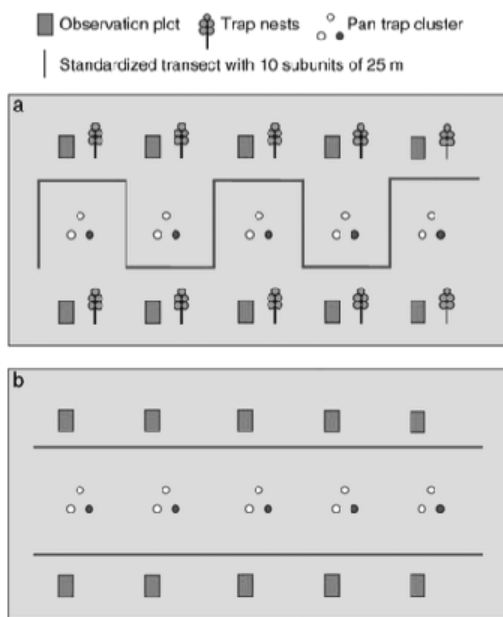 Observation plot Trap nests Pan trap cluster
Standardized transect with 10 subunits of 25 m
a
b